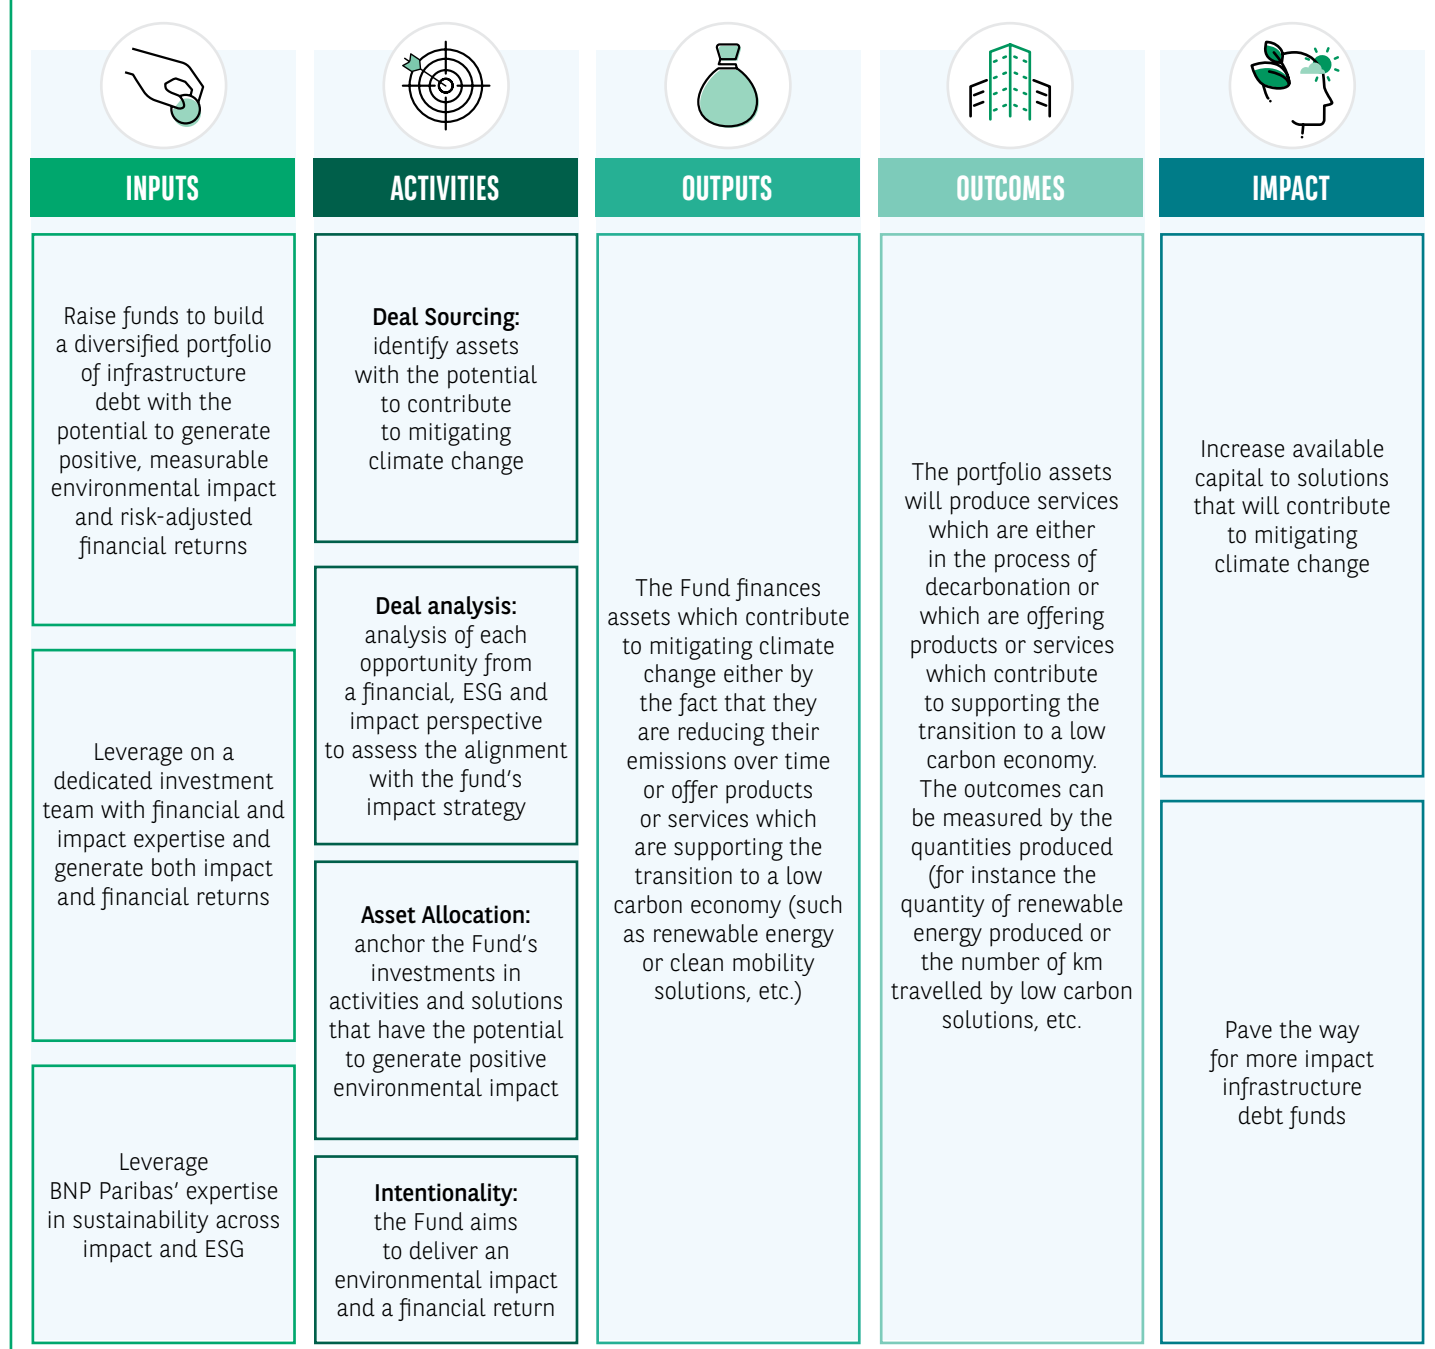 INPUTS
Raise funds to build
a diversified portfolio
of infrastructure
debt with the
potential to generate
positive, measurable
environmental impact
and risk-adjusted
financial returns
Leverage on a
dedicated investment
team with financial and
impact expertise and
generate both impact
and financial returns
Leverage
BNP Paribas’ expertise
in sustainability across
impact and ESG
ACTIVITIES
Deal Sourcing:
identify assets
with the potential
to contribute
to mitigating
climate change
Deal analysis:
analysis of each
opportunity from
a financial, ESG and
impact perspective
to assess the alignment
with the fund’s
impact strategy
Asset Allocation:
anchor the Fund’s
investments in
activities and solutions
that have the potential
to generate positive
environmental impact
Intentionality:
the Fund aims
to deliver an
environmental impact
and a financial return
OUTPUTS
The Fund finances
assets which contribute
to mitigating climate
change either by
the fact that they
are reducing their
emissions over time
or offer products
or services which
are supporting the
transition to a low
carbon economy (such
as renewable energy
or clean mobility
solutions, etc.)
OUTCOMES
The portfolio assets
will produce services
which are either
in the process of
decarbonation or
which are offering
products or services
which contribute
to supporting the
transition to a low
carbon economy.
The outcomes can
be measured by the
quantities produced
(for instance the
quantity of renewable
energy produced or
the number of km
travelled by low carbon
solutions, etc.
IMPACT
Increase available
capital to solutions
that will contribute
to mitigating
climate change
Pave the way
for more impact
infrastructure
debt funds